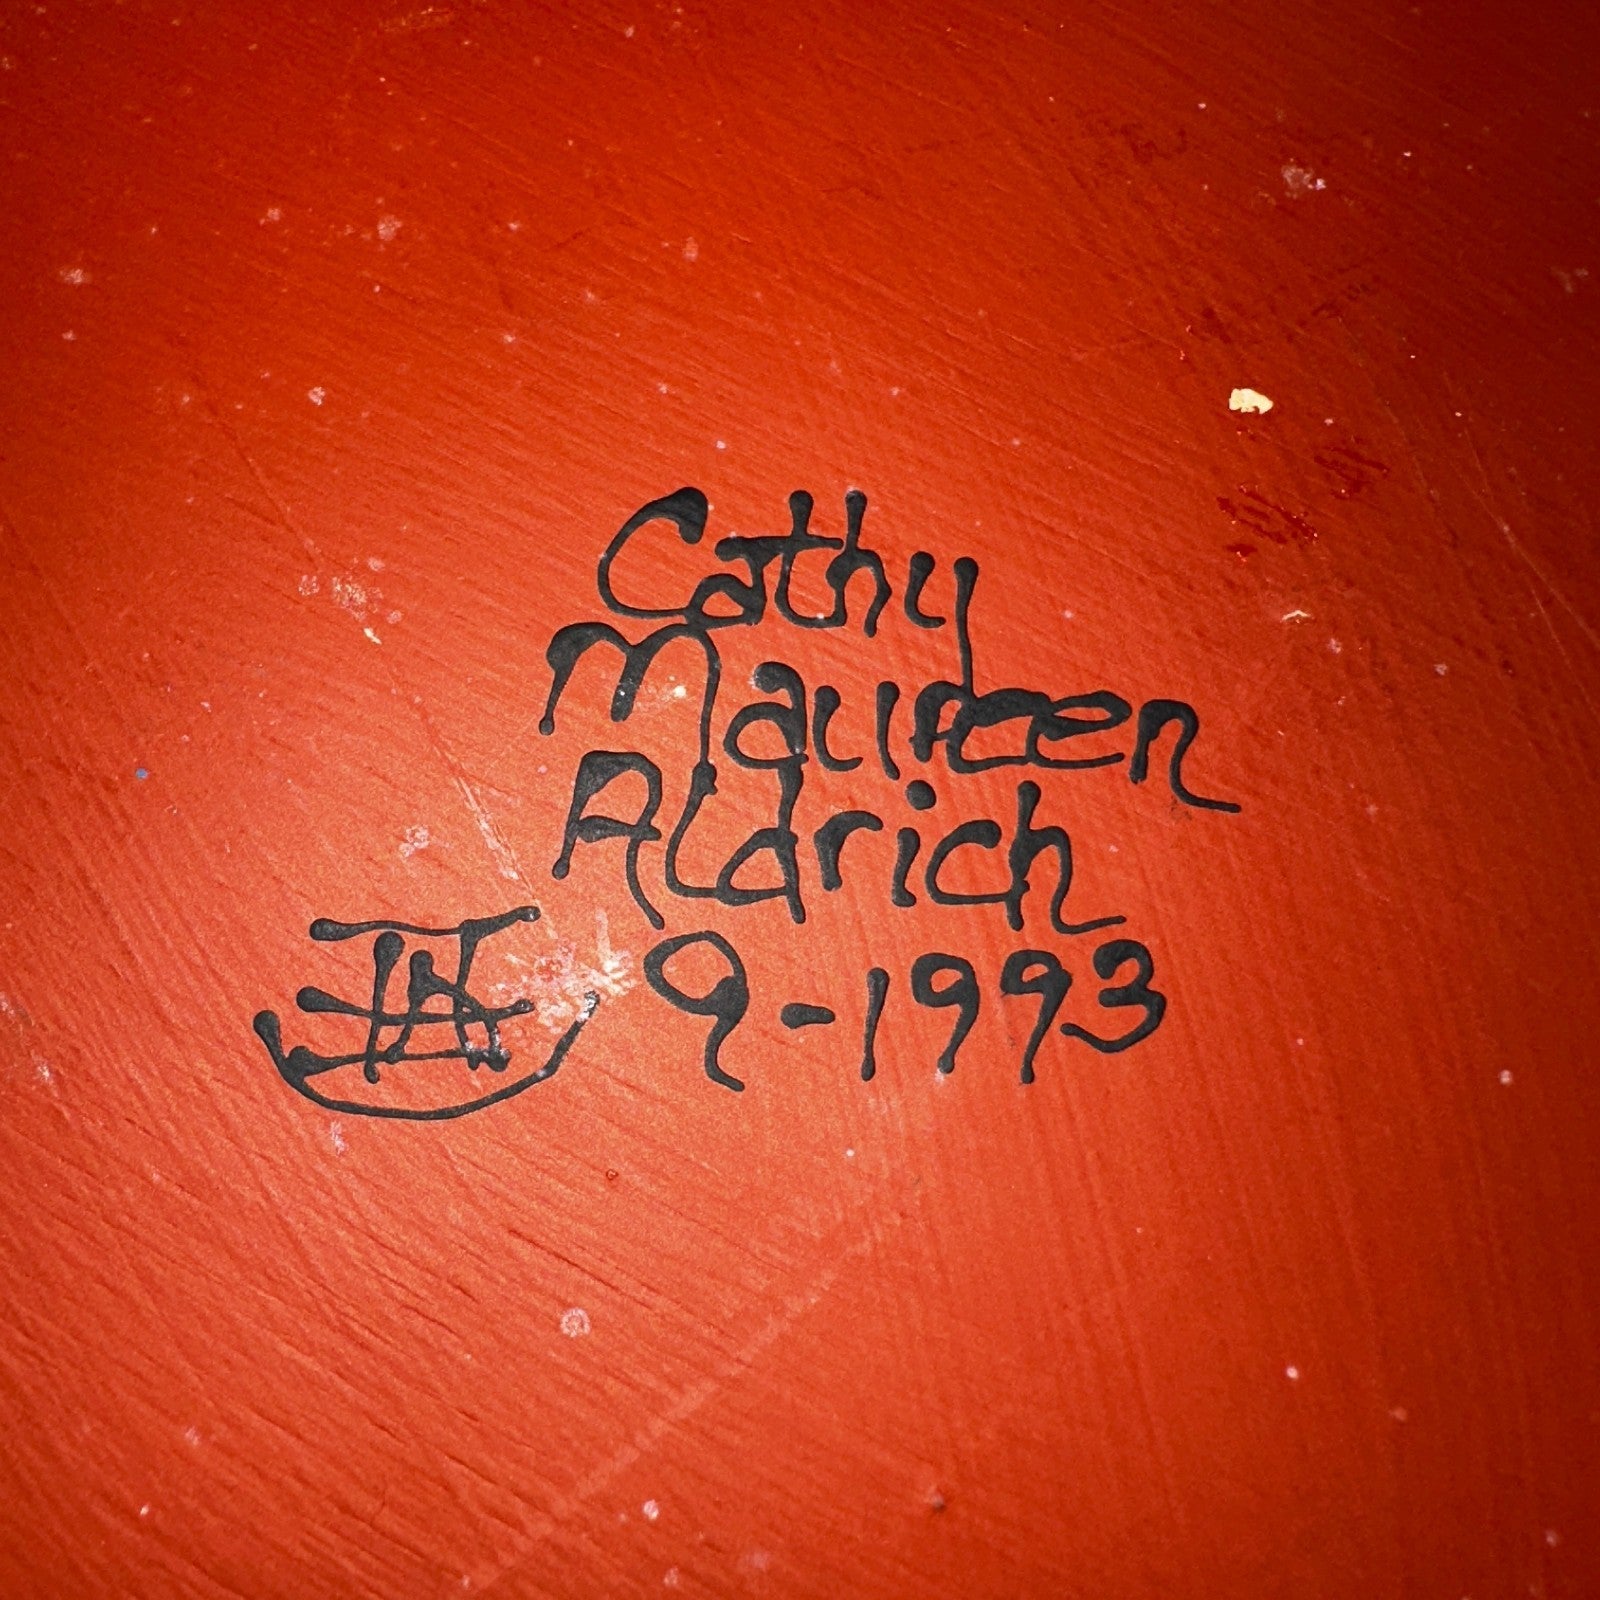 Cathy
Maureen
Aldrich
9-1993